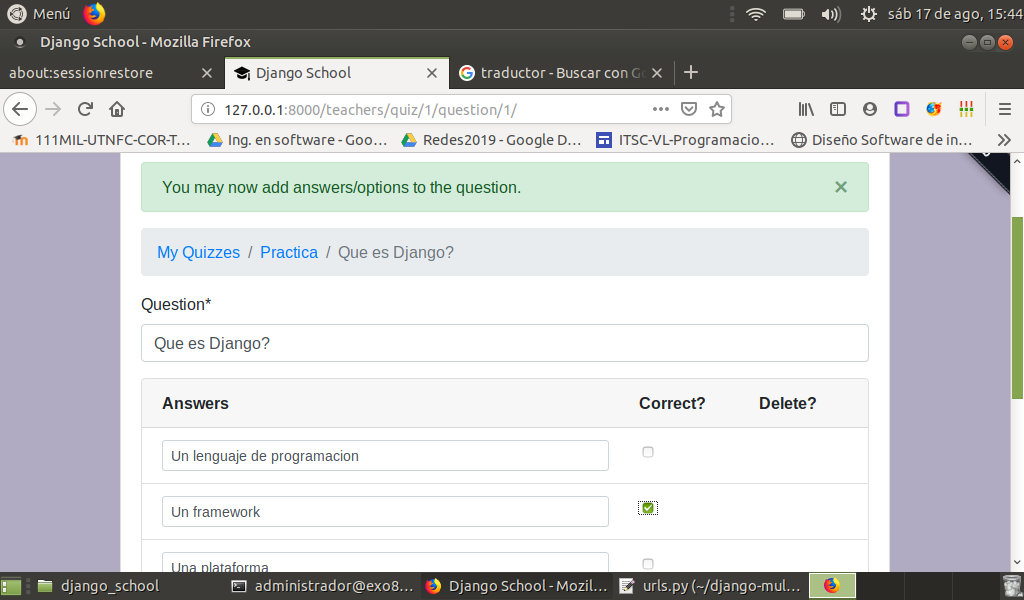 Menú
sáb 17 de ago, 15:44
Django School - Mozilla Firefox
about:sessionrestore
Django School
traductor - Buscar con Go
127.0.0.1:8000/teachers/quiz/1/question/1/
111MIL-UTNFC-COR-T...
Ing. en software - Goo...
Redes2019 - Google D...
ITSC-VL-Programacio...
Diseño Software de in...
You may now add answers/options to the question.
My Quizzes / Practica / Que es Django?
Question*
Que es Django?
Answers Correct? Delete?
Un lenguaje de programacion
Un framework
Una plataforma
django_school
administrador@exo8...
Django School - Mozil...
urls.py (~/django-mul...